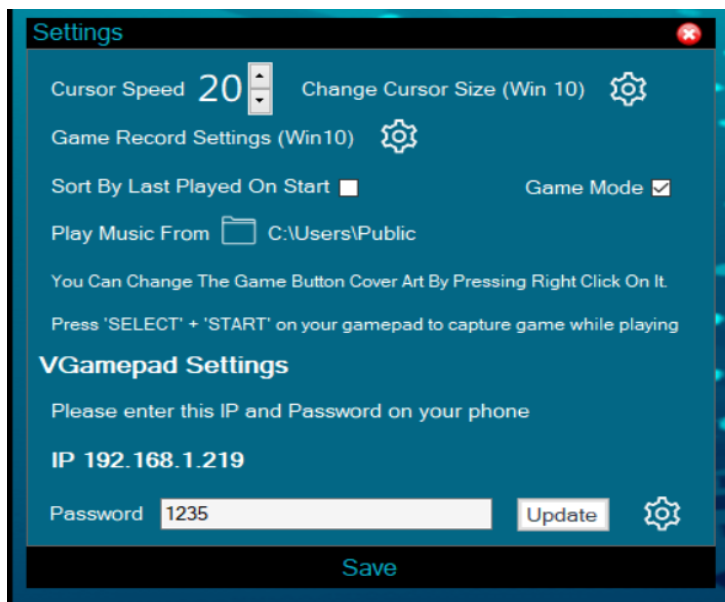 Settings
Cursor Speed 20 Change Cursor Size (Win 10)
Game Record Settings (Win10)
Sort By Last Played On Start Game Mode
Play Music From C:\Users\Public
You Can Change The Game Button Cover Art By Pressing Right Click On It.
Press 'SELECT' + 'START' on your gamepad to capture game while playing
VGamepad Settings
Please enter this IP and Password on your phone
IP 192.168.1.219
Password 1235 Update
Save